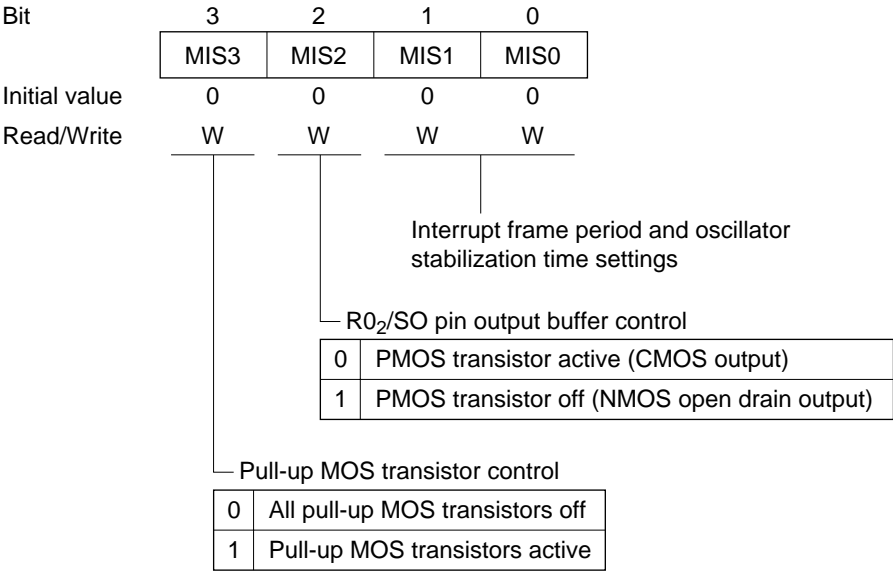 Bit 3 2 1 0
MIS3 MIS2 MIS1 MIS0
Initial value 0 0 0 0
Read/Write W W W W
Interrupt frame period and oscillator
stabilization time settings
R0₂/SO pin output buffer control
0 PMOS transistor active (CMOS output)
1 PMOS transistor off (NMOS open drain output)
Pull-up MOS transistor control
0 All pull-up MOS transistors off
1 Pull-up MOS transistors active